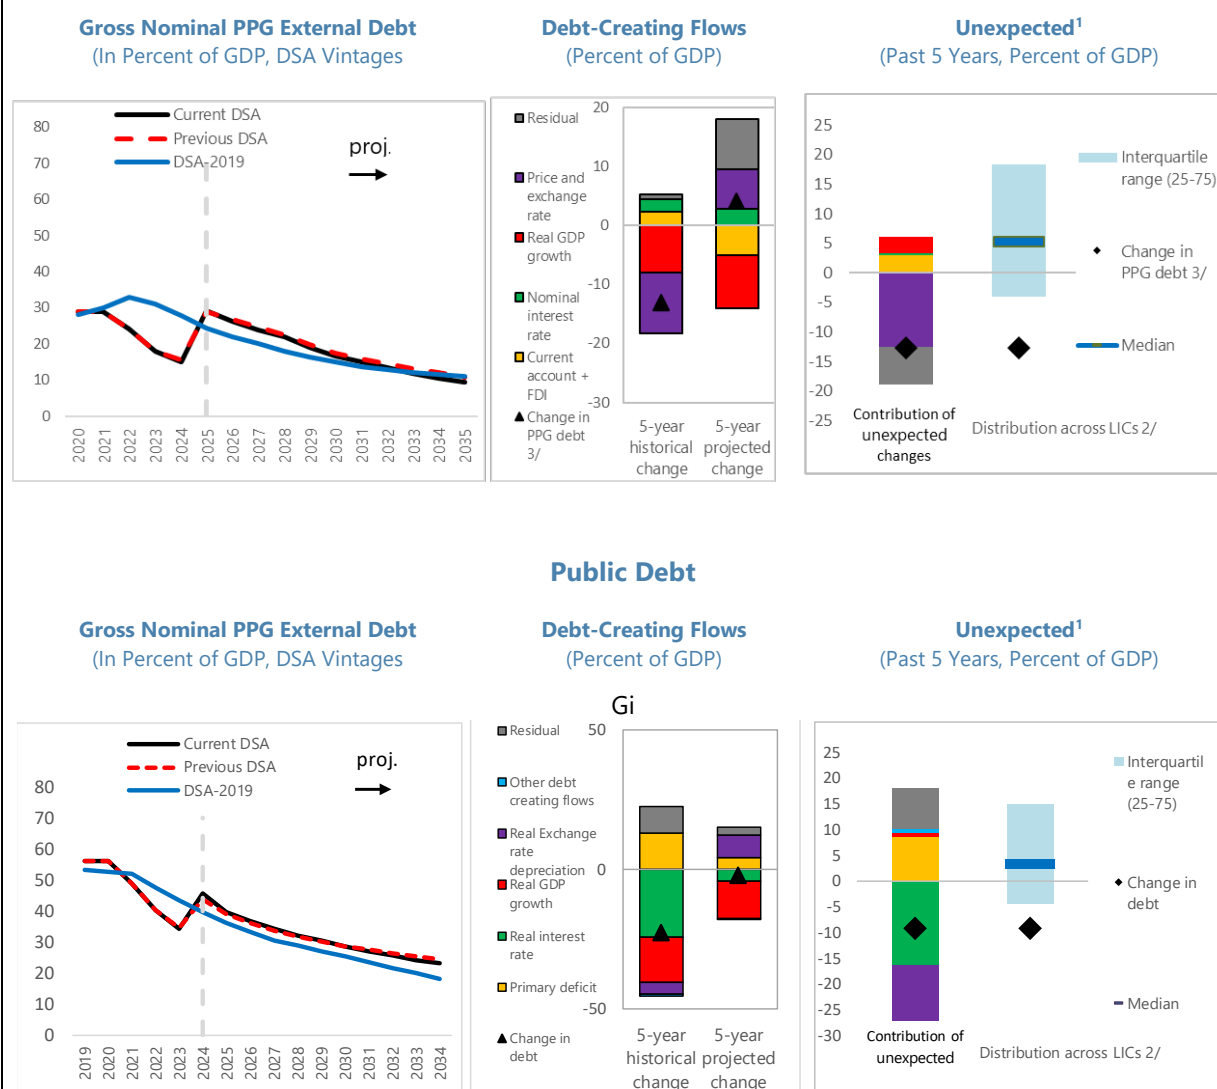 Gross Nominal PPG External Debt
(In Percent of GDP, DSA Vintages
Debt-Creating Flows
(Percent of GDP)
Unexpected¹
(Past 5 Years, Percent of GDP)
Current DSA
Previous DSA
DSA-2019
proj.
80
70
60
50
40
30
20
10
0
2020
2021
2022
2023
2024
2025
2026
2027
2028
2029
2030
2031
2032
2033
2034
2035
Residual
Price and
exchange
rate
Real GDP
growth
Nominal
interest
rate
Current
account +
FDI
Change in
PPG debt
3/
20
10
0
-10
-20
-30
5-year
historical
change
5-year
projected
change
25
20
15
10
5
0
-5
-10
-15
-20
-25
Contribution of
unexpected
changes
Distribution across LICs 2/
Interquartile
range (25-75)
Change in
PPG debt 3/
Median
Public Debt
Gross Nominal PPG External Debt
(In Percent of GDP, DSA Vintages
Debt-Creating Flows
(Percent of GDP)
Unexpected¹
(Past 5 Years, Percent of GDP)
Gi
Current DSA
Previous DSA
DSA-2019
proj.
80
70
60
50
40
30
20
10
0
2019
2020
2021
2022
2023
2024
2025
2026
2027
2028
2029
2030
2031
2032
2033
2034
Residual
Other debt
creating flows
Real Exchange
rate
depreciation
Real GDP
growth
Real interest
rate
Primary deficit
Change in
debt
50
0
-50
5-year
historical
change
5-year
projected
change
25
20
15
10
5
0
-5
-10
-15
-20
-25
-30
Contribution of
unexpected
Distribution across LICs 2/
Interquartil
e range
(25-75)
Change in
debt
Median